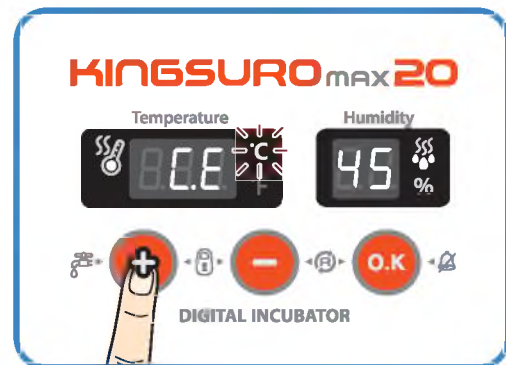 KINGSURO MAX 20
Temperature Humidity
C.E °C F 45 %
+ - O.K
DIGITAL INCUBATOR